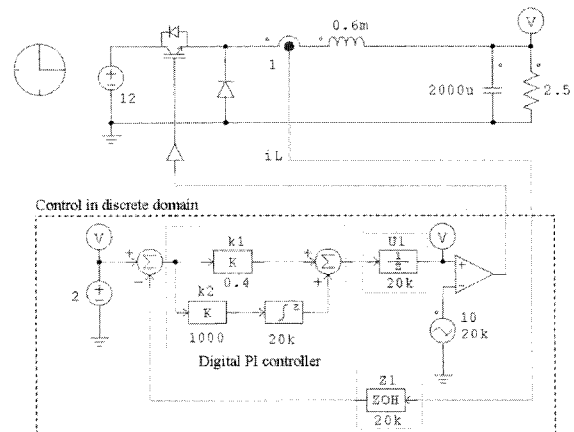 V
0.6m
1
12
2000u
2.5
iL
Control in discrete domain
V
k1
K
0.4
U1
1/z
20k
V
Σ
Σ
2
k2
K
1000
∫ z
20k
10
20k
Digital PI controller
Z1
ZOH
20k